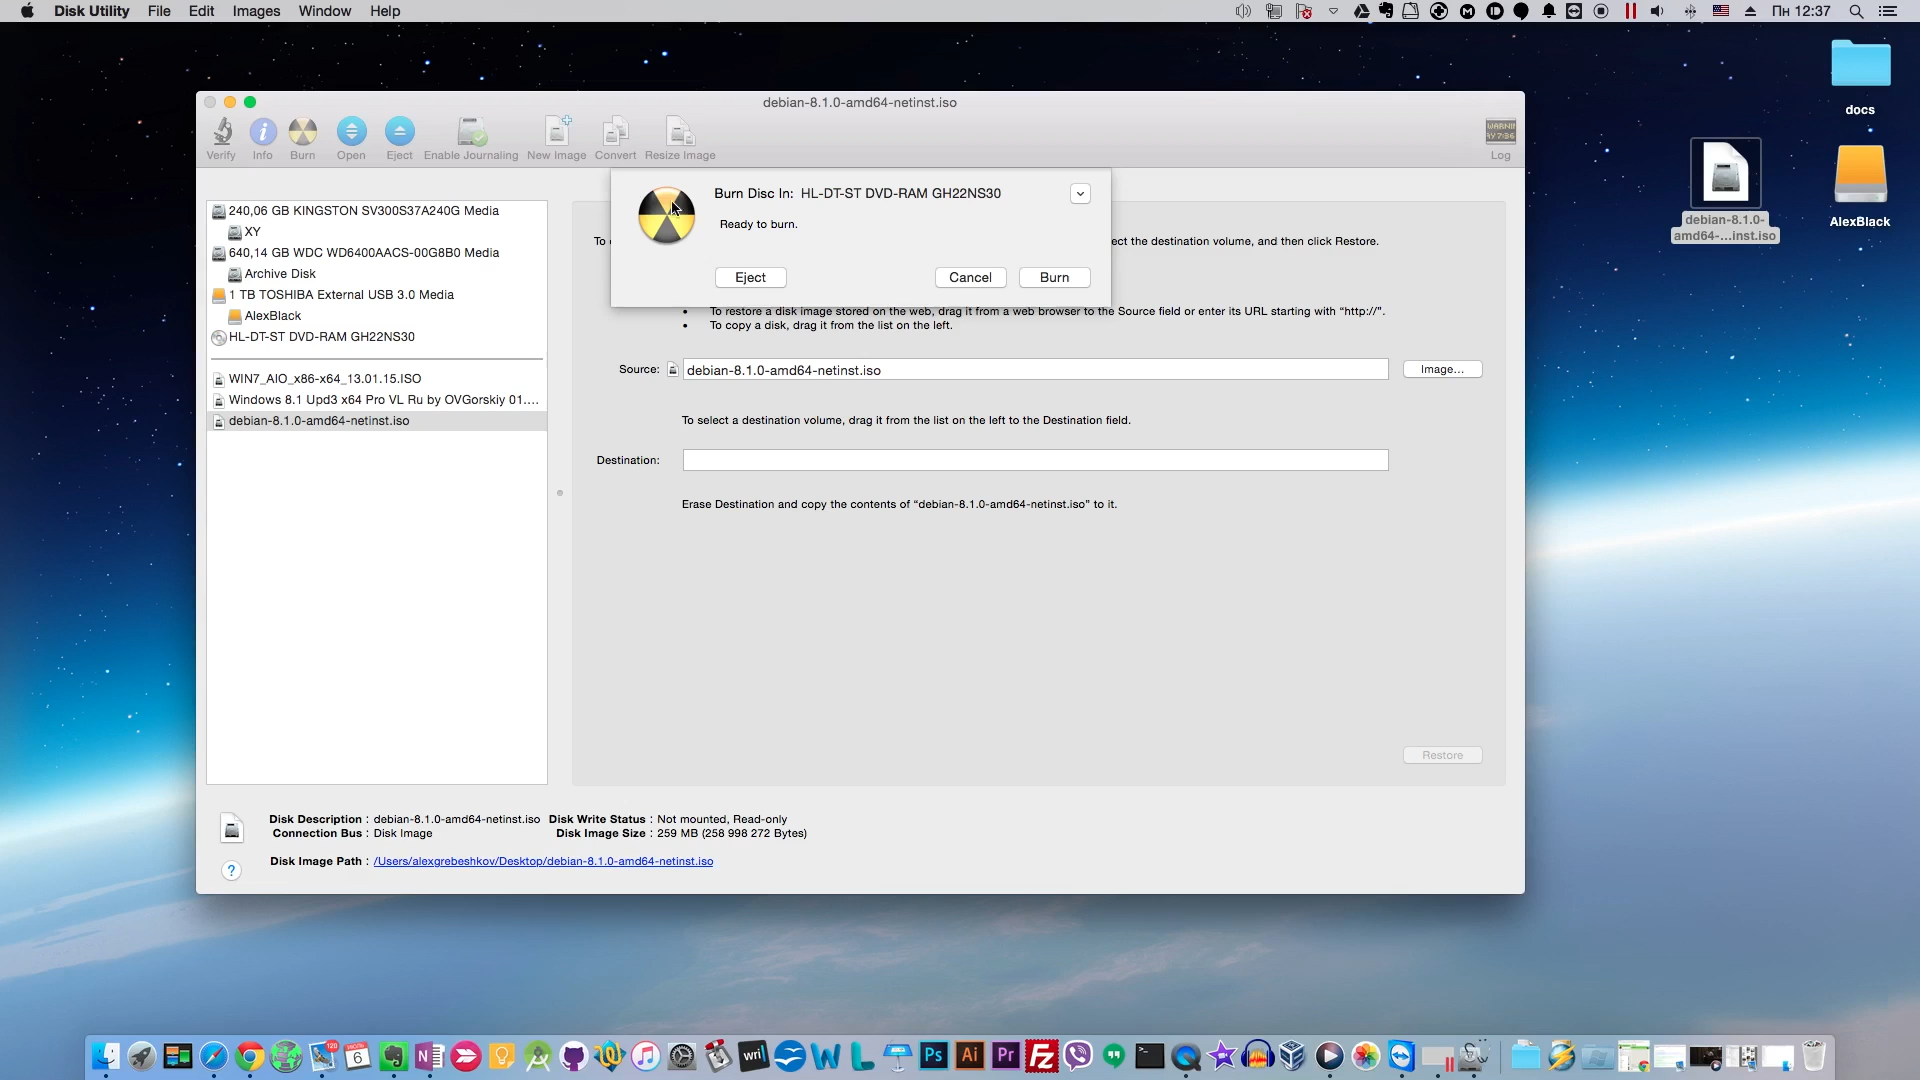 Disk Utility File Edit Images Window Help
Пн 12:37
docs
debian-8.1.0-
amd64-...inst.iso
AlexBlack
debian-8.1.0-amd64-netinst.iso
Verify Info Burn Open Eject Enable Journaling New Image Convert Resize Image
WARNI
AY 7:36
Log
240,06 GB KINGSTON SV300S37A240G Media
XY
640,14 GB WDC WD6400AACS-00G8B0 Media
Archive Disk
1 TB TOSHIBA External USB 3.0 Media
AlexBlack
HL-DT-ST DVD-RAM GH22NS30
WIN7_AIO_x86-x64_13.01.15.ISO
Windows 8.1 Upd3 x64 Pro VL Ru by OVGorskiy 01....
debian-8.1.0-amd64-netinst.iso
Burn Disc In: HL-DT-ST DVD-RAM GH22NS30
Ready to burn.
Eject Cancel Burn
To
ect the destination volume, and then click Restore.
• To restore a disk image stored on the web, drag it from a web browser to the Source field or enter its URL starting with “http://”.
• To copy a disk, drag it from the list on the left.
Source: debian-8.1.0-amd64-netinst.iso Image...
To select a destination volume, drag it from the list on the left to the Destination field.
Destination:
Erase Destination and copy the contents of “debian-8.1.0-amd64-netinst.iso” to it.
Restore
Disk Description : debian-8.1.0-amd64-netinst.iso Disk Write Status : Not mounted, Read-only
Connection Bus : Disk Image Disk Image Size : 259 MB (258 998 272 Bytes)
Disk Image Path : /Users/alexgrebeshkov/Desktop/debian-8.1.0-amd64-netinst.iso
?
120
6
N
wri
W
L
Ps
Ai
Pr
Fz